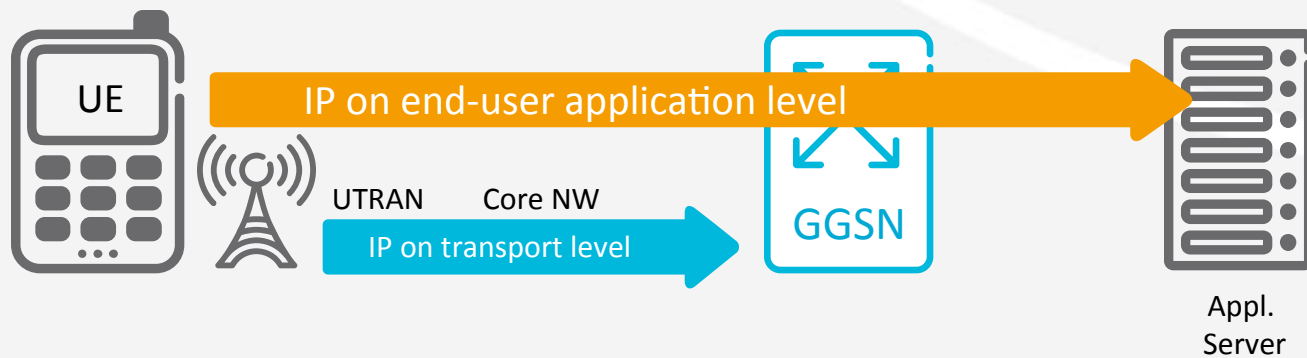 UE
IP on end-user application level
UTRAN Core NW
IP on transport level
GGSN
Appl.
Server